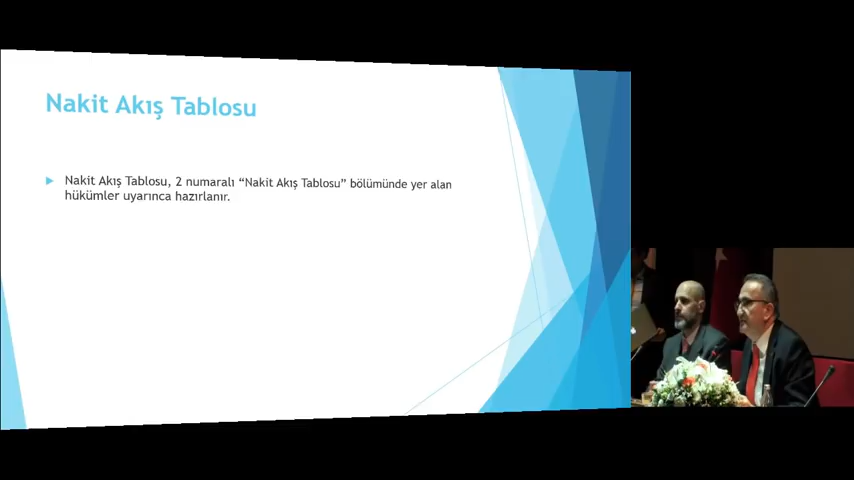 Nakit Akış Tablosu
Nakit Akış Tablosu, 2 numaralı “Nakit Akış Tablosu” bölümünde yer alan
hükümler uyarınca hazırlanır.